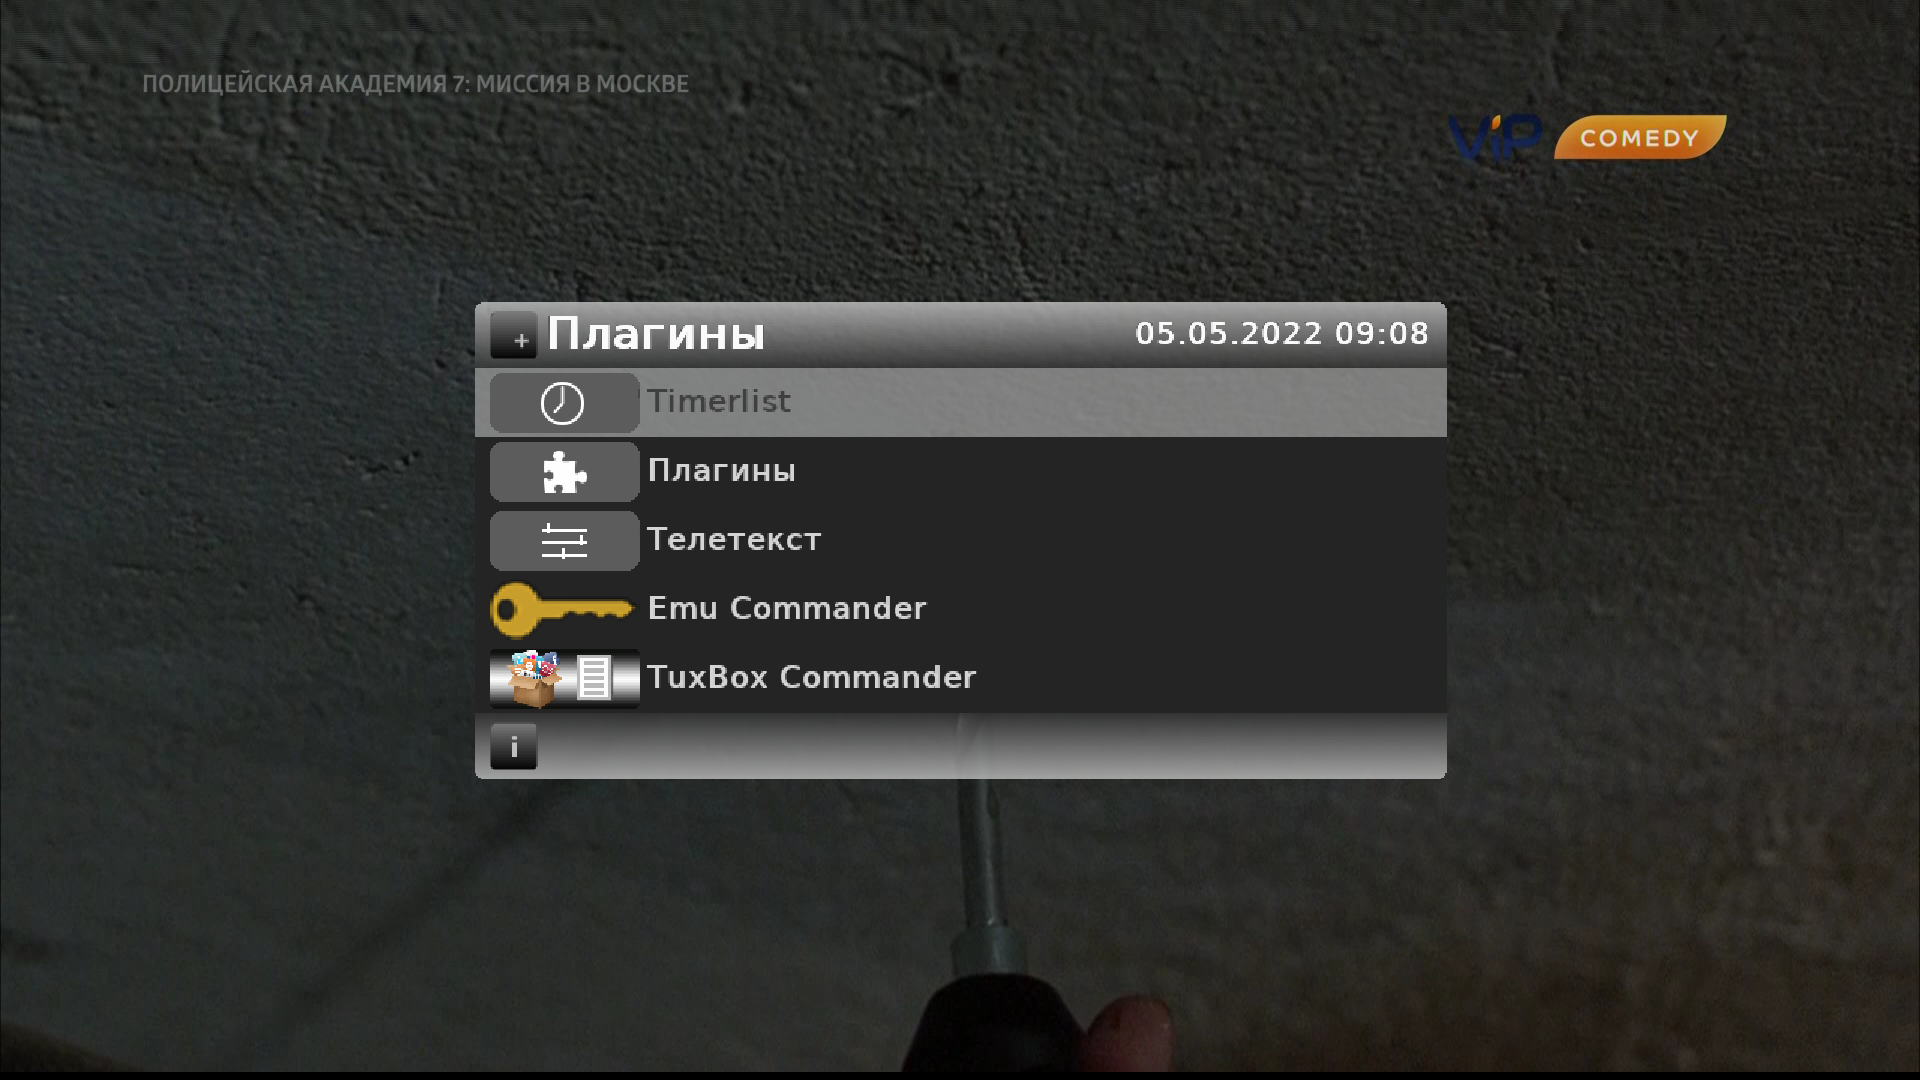 ПОЛИЦЕЙСКАЯ АКАДЕМИЯ 7: МИССИЯ В МОСКВЕ
ViP COMEDY
+ Плагины 05.05.2022 09:08
Timerlist
Плагины
Телетекст
Emu Commander
TuxBox Commander
i